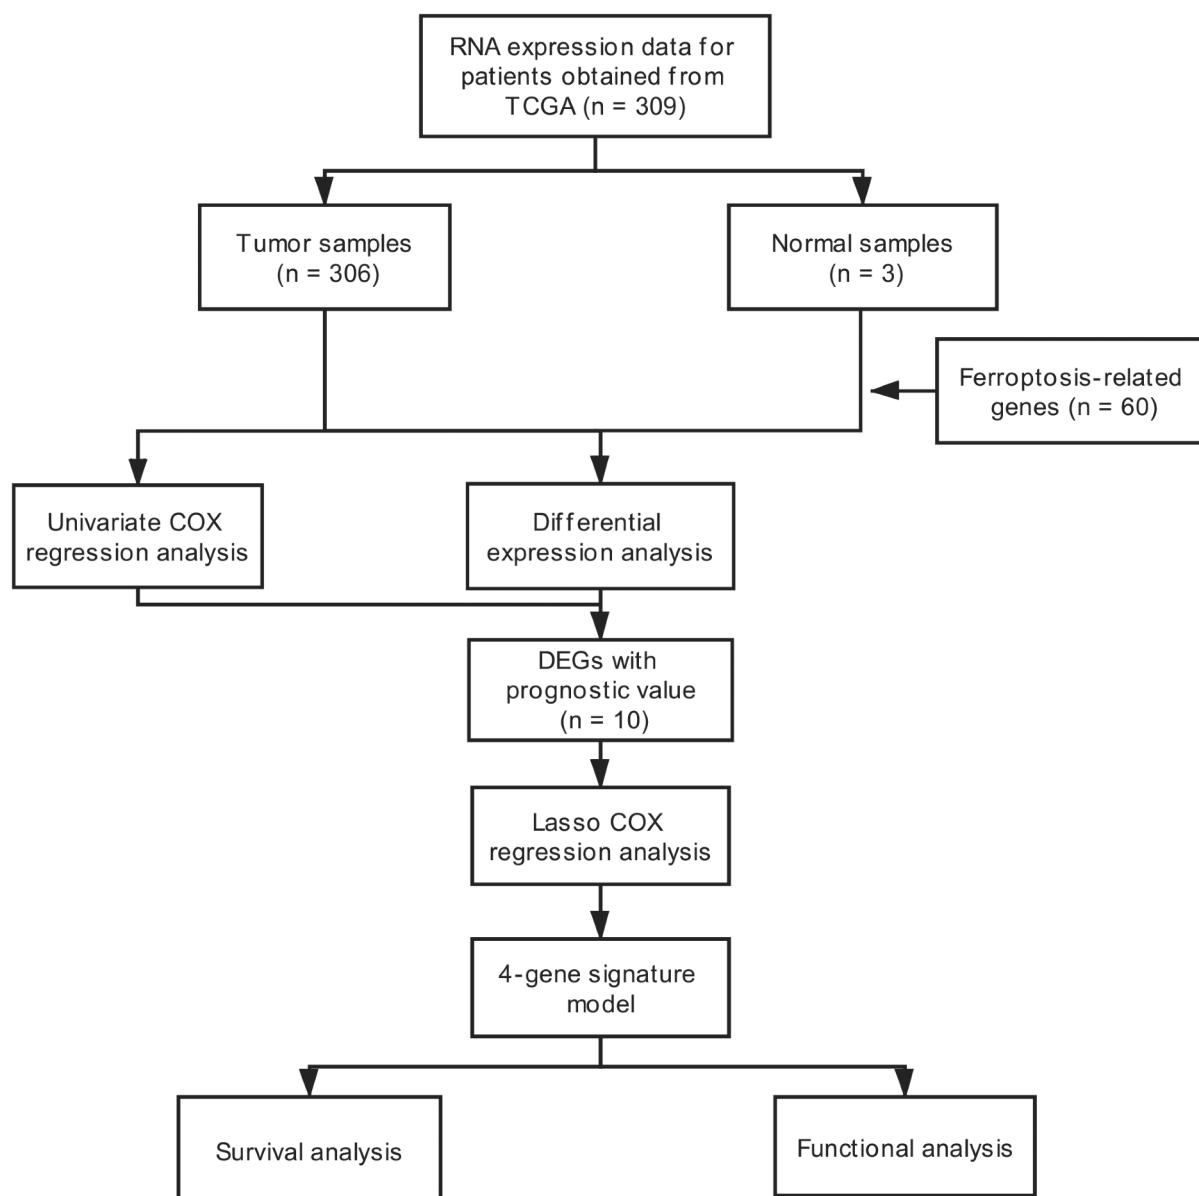 RNA expression data for
patients obtained from
TCGA (n = 309)
Tumor samples
(n = 306)
Normal samples
(n = 3)
Ferroptosis-related
genes (n = 60)
Univariate COX
regression analysis
Differential
expression analysis
DEGs with
prognostic value
(n = 10)
Lasso COX
regression analysis
4-gene signature
model
Survival analysis
Functional analysis